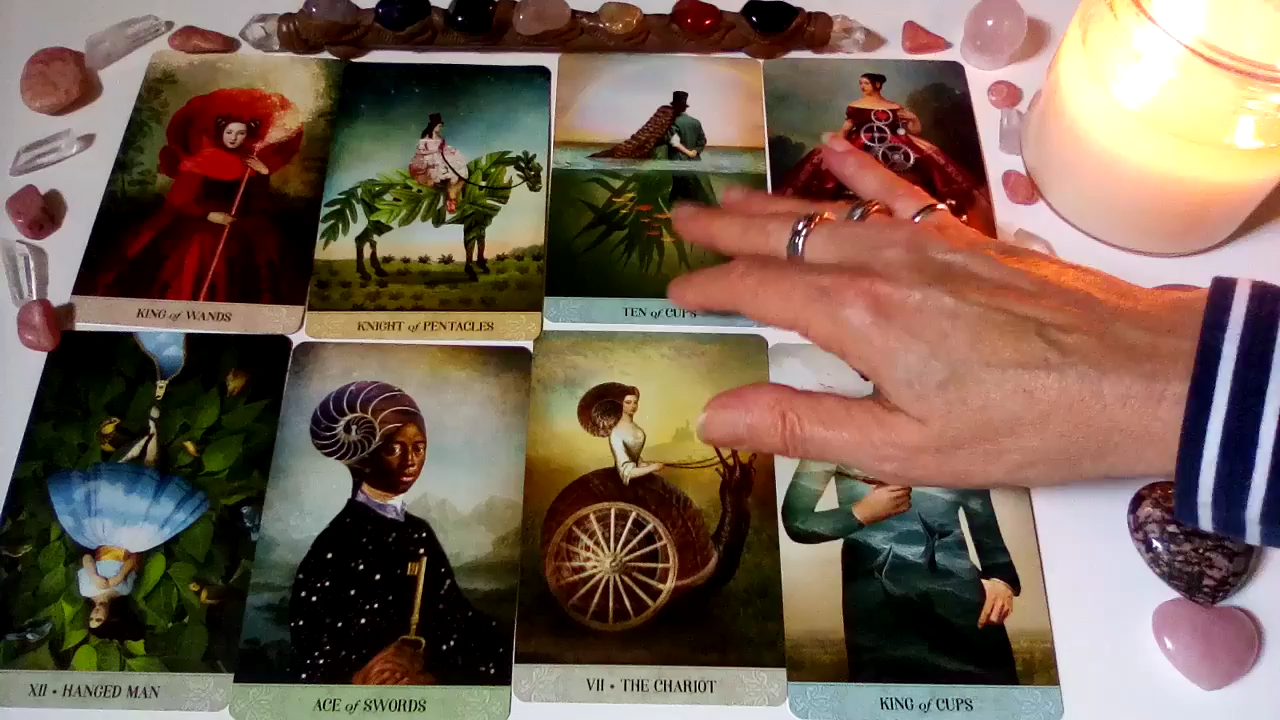 KING of WANDS
KNIGHT of PENTACLES
TEN of CUPS
XII • HANGED MAN
ACE of SWORDS
VII • THE CHARIOT
KING of CUPS